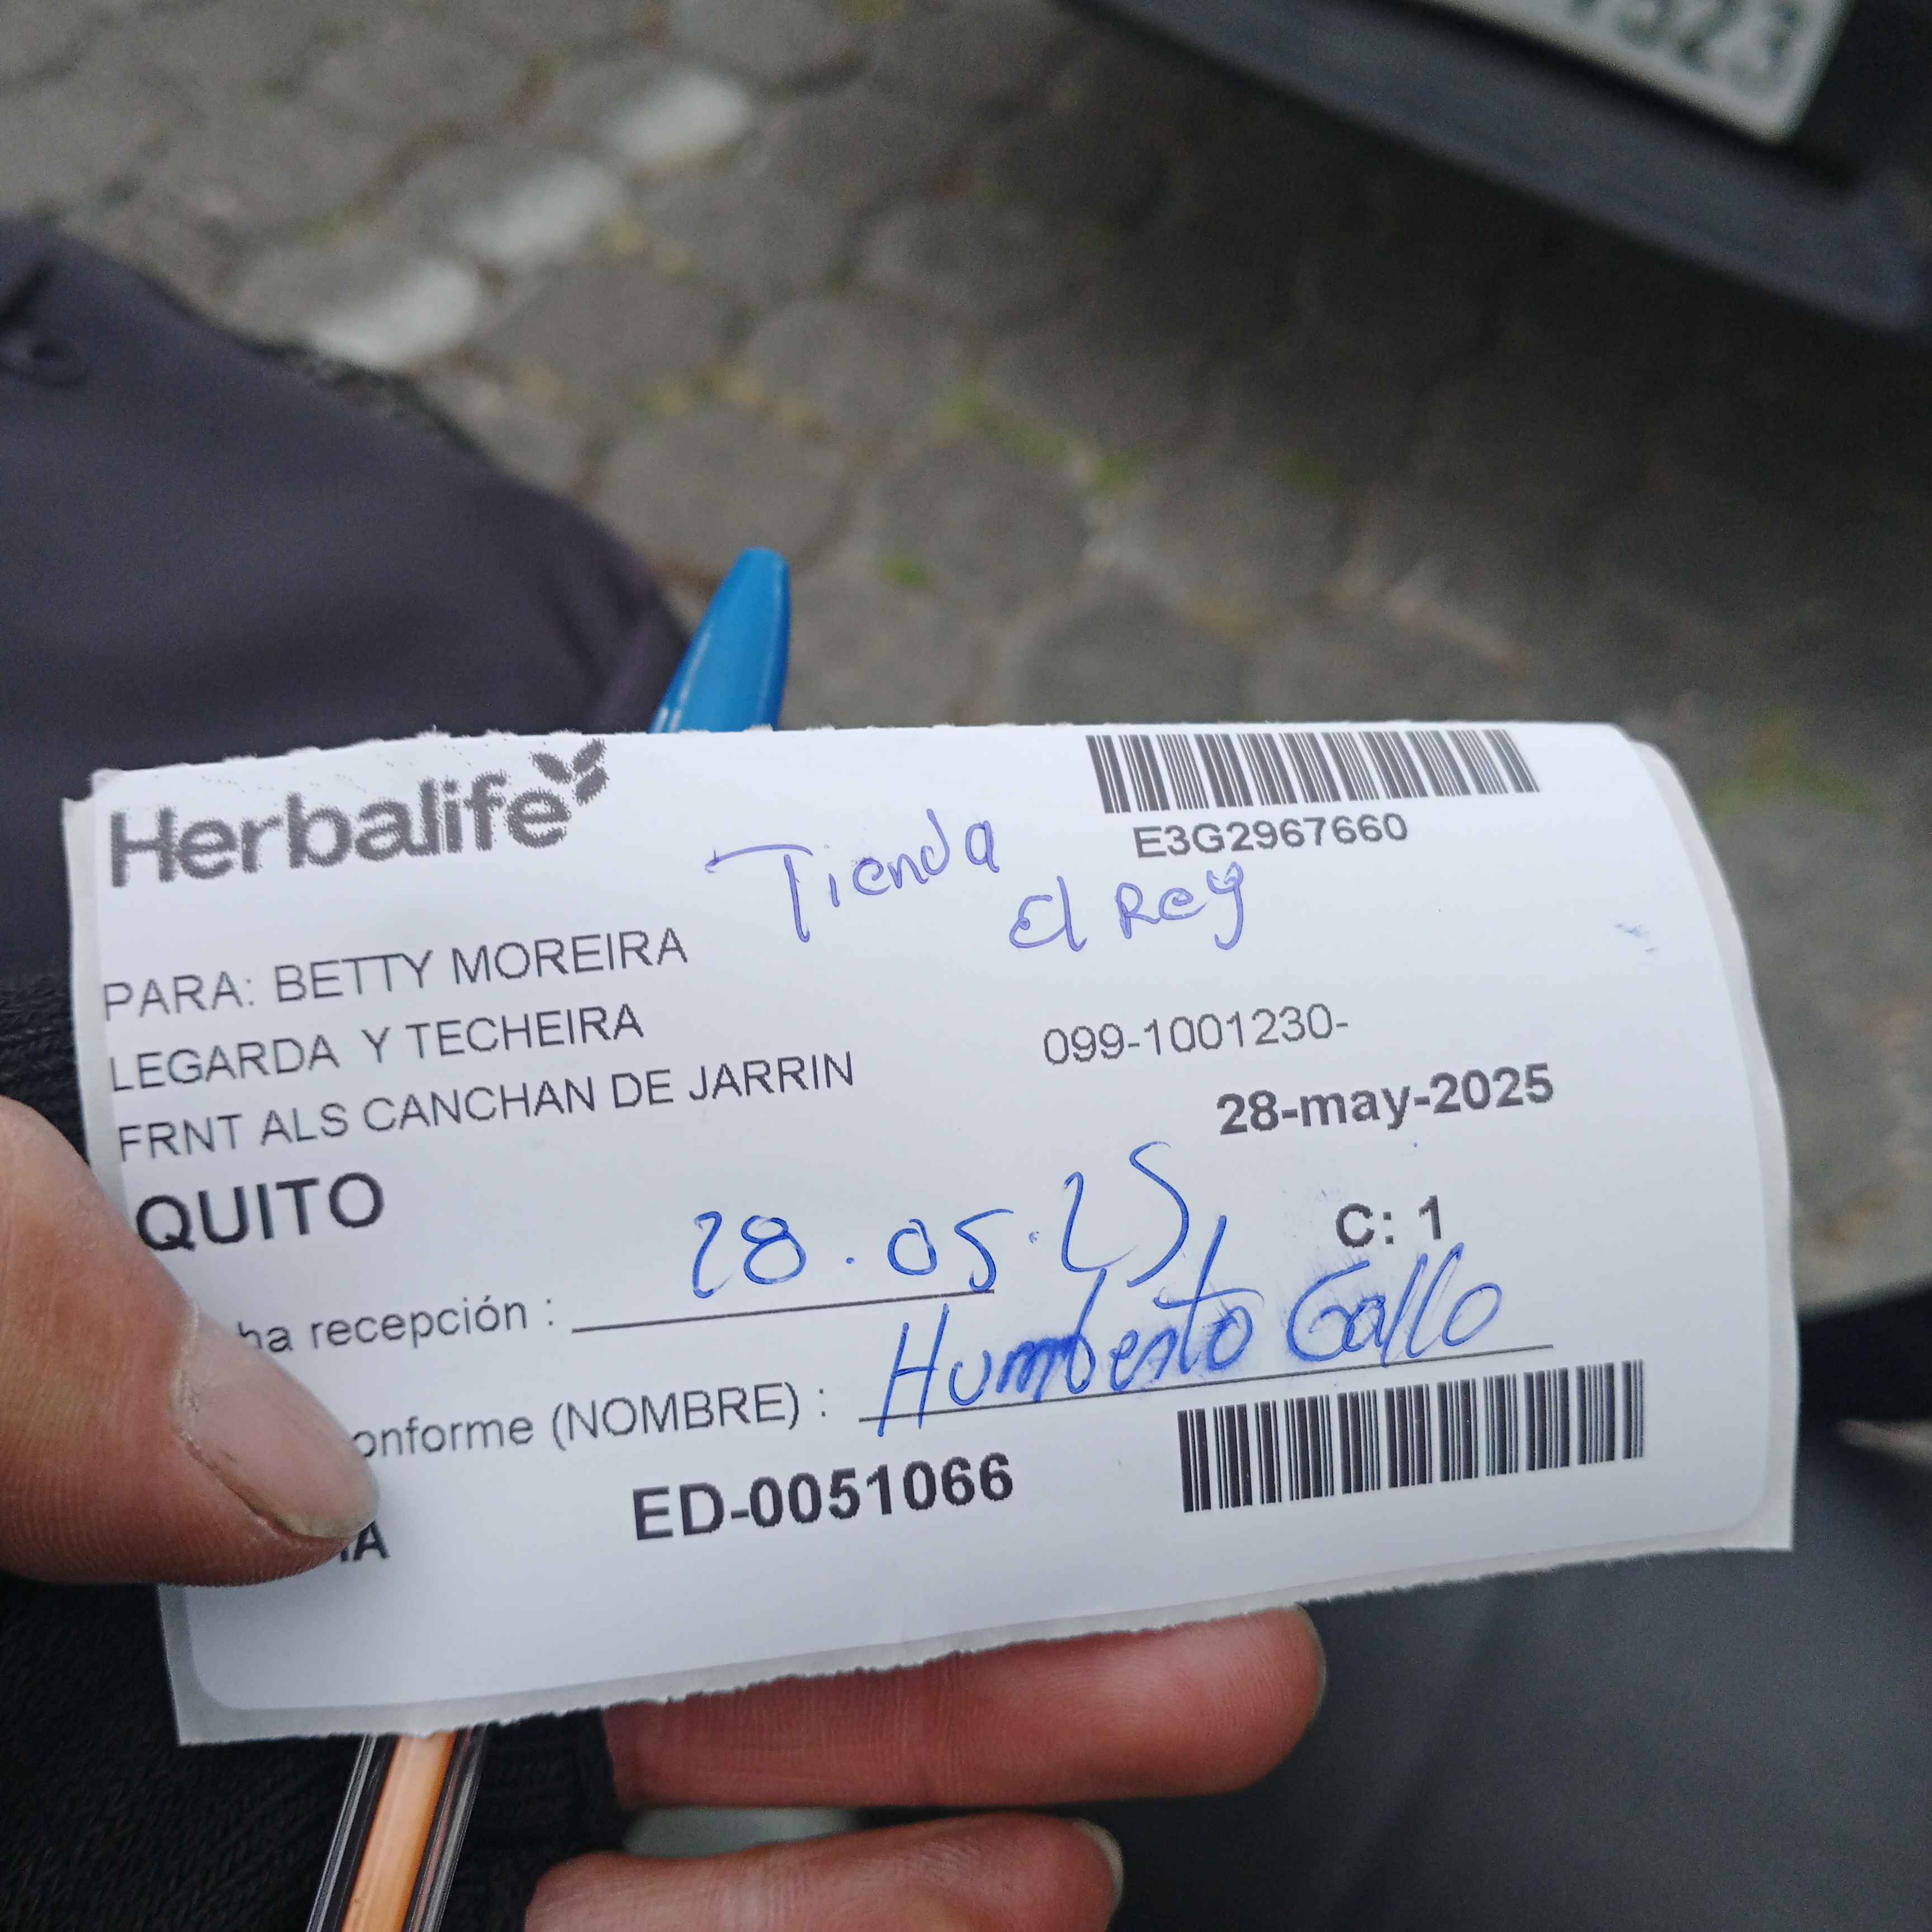 Herbalife
E3G2967660
Tienda
El Rey
PARA: BETTY MOREIRA
LEGARDA Y TECHEIRA
099-1001230-
FRNT ALS CANCHAN DE JARRIN
28-may-2025
QUITO
C: 1
ha recepción : 28.05.25
onforme (NOMBRE) : Humberto Gallo
ED-0051066